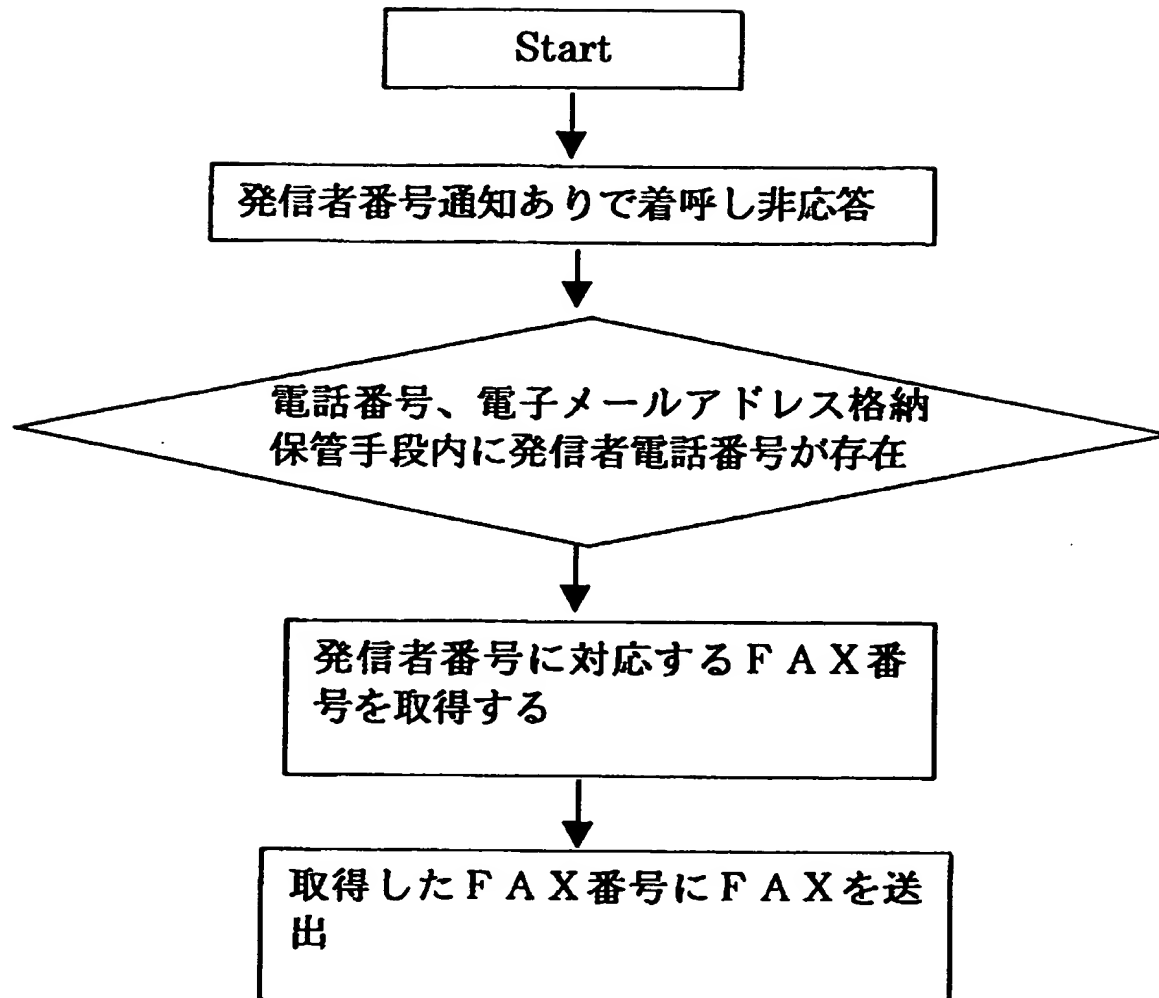 Start
発信者番号通知ありで着呼し非応答
電話番号、電子メールアドレス格納
保管手段内に発信者電話番号が存在
発信者番号に対応するＦＡＸ番
号を取得する
取得したＦＡＸ番号にＦＡＸを送
出